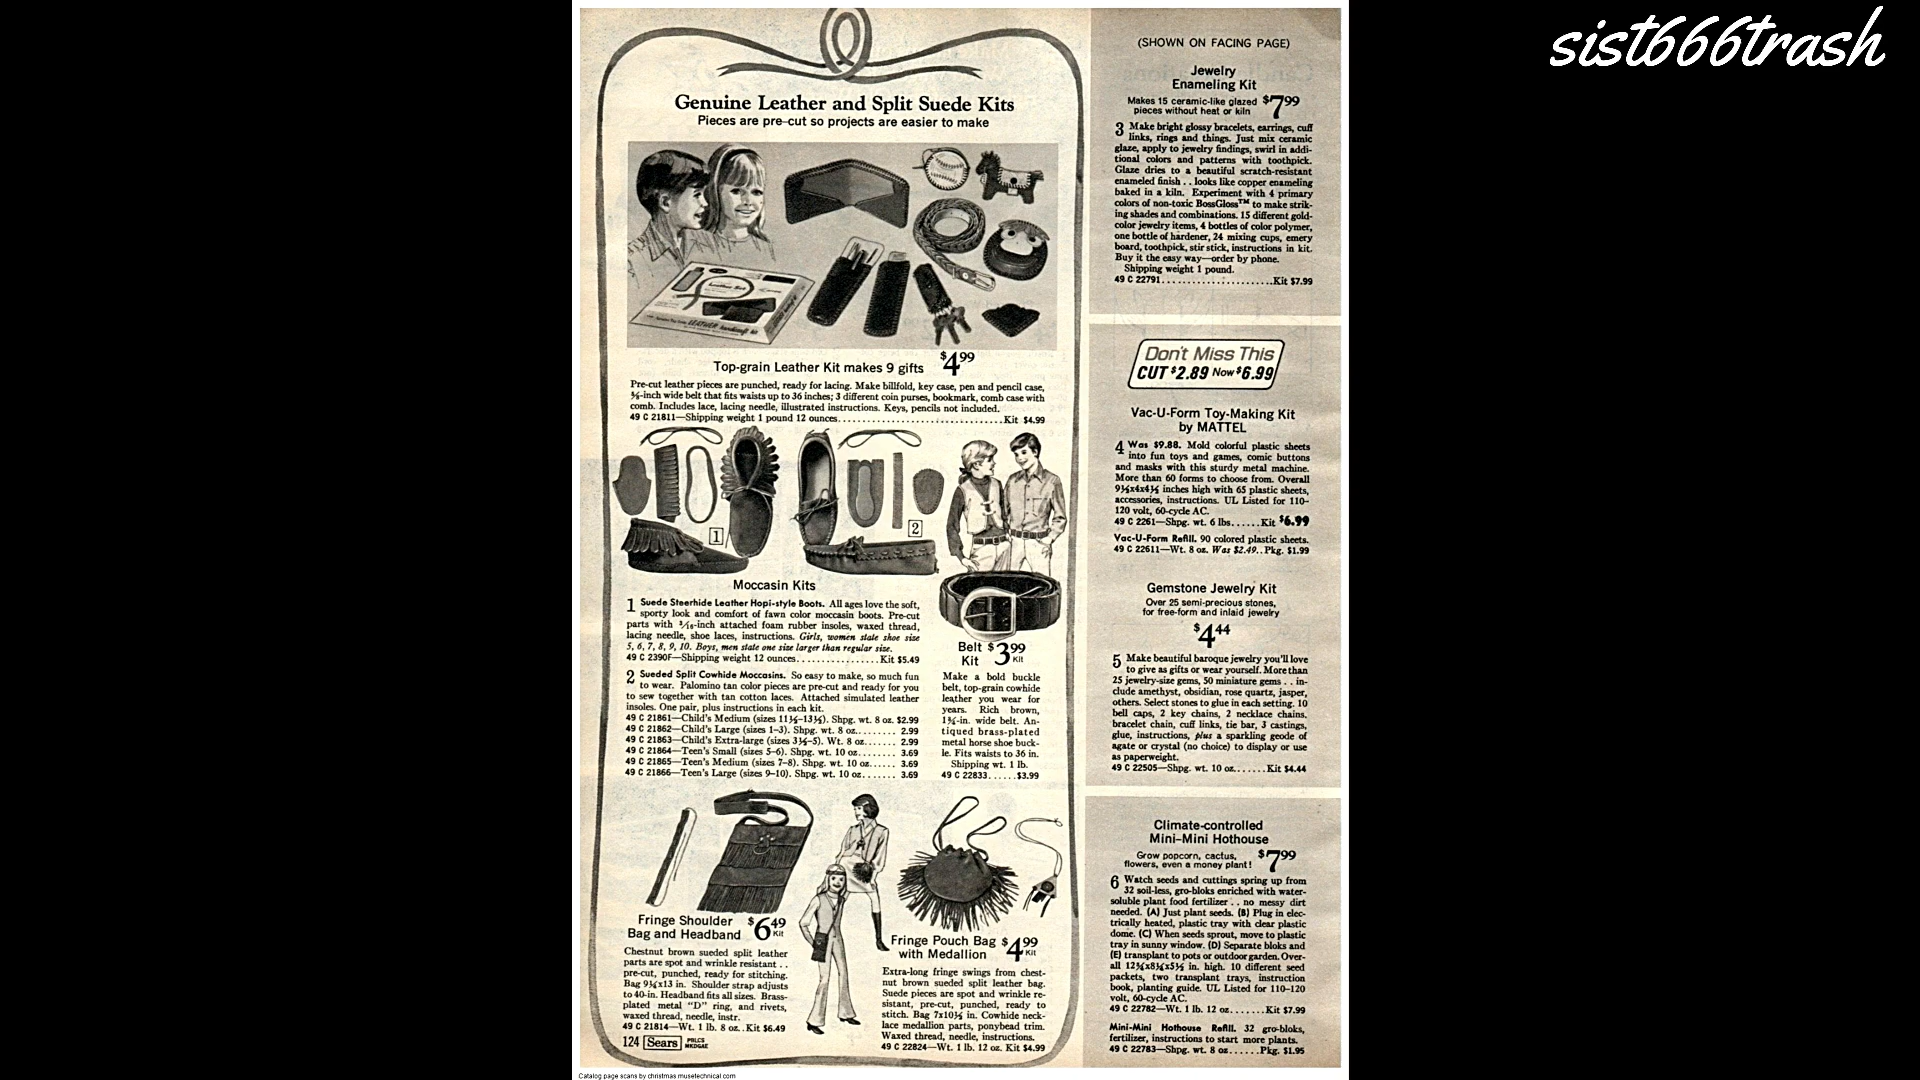 sist666trash
Genuine Leather and Split Suede Kits
Pieces are pre-cut so projects are easier to make
Top-grain Leather Kit makes 9 gifts $4.99
Pre-cut leather pieces are punched, ready for lacing. Make billfold, key case, pen and pencil case,
⅝-inch wide belt that fits waists up to 36 inches; 3 different coin purses, bookmark, comb case with
comb. Includes lace, lacing needle, illustrated instructions. Keys, pencils not included.
49 C 21811—Shipping weight 1 pound 12 ounces..............................Kit $4.99
1
2
Moccasin Kits
1 Suede Steerhide Leather Hopi-style Boots. All ages love the soft,
sporty look and comfort of fawn color moccasin boots. Pre-cut
parts with -inch attached foam rubber insoles, waxed thread,
lacing needle, shoe laces, instructions. Girls, women state shoe size
5, 6, 7, 8, 9, 10. Boys, men state one size larger than regular size.
49 C 2390F—Shipping weight 12 ounces................Kit $5.49
2 Sueded Split Cowhide Moccasins. So easy to make, so much fun
to wear. Palomino tan color pieces are pre-cut and ready for you
to sew together with tan cotton laces. Attached simulated leather
insoles. One pair, plus instructions in each kit.
49 C 21861—Child's Medium (sizes 11½-13½). Shpg. wt. 8 oz. $2.99
49 C 21862—Child's Large (sizes 1-3). Shpg. wt. 8 oz......... 2.99
49 C 21863—Child's Extra-large (sizes 3½-5). Wt. 8 oz....... 2.99
49 C 21864—Teen's Small (sizes 5-6). Shpg. wt. 10 oz........ 3.69
49 C 21865—Teen's Medium (sizes 7-8). Shpg. wt. 10 oz...... 3.69
49 C 21866—Teen's Large (sizes 9-10). Shpg. wt. 10 oz....... 3.69
Belt Kit $3.99 Kit
Make a bold buckle
belt, top-grain cowhide
leather you wear for
years. Rich brown,
1¾-in. wide belt. An-
tiqued brass-plated
metal horse shoe buck-
le. Fits waists to 36 in.
Shipping wt. 1 lb.
49 C 22833......$3.99
Fringe Shoulder
Bag and Headband $6.49 Kit
Chestnut brown sueded split leather
parts are spot and wrinkle resistant . .
pre-cut, punched, ready for stitching.
Bag 9¼x13 in. Shoulder strap adjusts
to 40-in. Headband fits all sizes. Brass-
plated metal "D" ring, and rivets,
waxed thread, needle, instr.
49 C 21814—Wt. 1 lb. 8 oz..Kit $6.49
Fringe Pouch Bag
with Medallion $4.99 Kit
Extra-long fringe swings from chest-
nut brown sueded split leather bag.
Suede pieces are spot and wrinkle re-
sistant, pre-cut, punched, ready to
stitch. Bag 7x10½ in. Cowhide neck-
lace medallion parts, ponybead trim.
Waxed thread, needle, instructions.
49 C 22824—Wt. 1 lb. 12 oz. Kit $4.99
124 Sears PBLCS
MKDGAE
(SHOWN ON FACING PAGE)
Jewelry
Enameling Kit
Makes 15 ceramic-like glazed
pieces without heat or kiln $7.99
3 Make bright glossy bracelets, earrings, cuff
links, rings and things. Just mix ceramic
glaze, apply to jewelry findings, swirl in addi-
tional colors and patterns with toothpick.
Glaze dries to a beautiful scratch-resistant
enameled finish . . looks like copper enameling
baked in a kiln. Experiment with 4 primary
colors of non-toxic BossGloss™ to make strik-
ing shades and combinations. 15 different gold-
color jewelry items, 4 bottles of color polymer,
one bottle of hardener, 24 mixing cups, emery
board, toothpick, stir stick, instructions in kit.
Buy it the easy way—order by phone.
Shipping weight 1 pound.
49 C 22791......................Kit $7.99
Don't Miss This
CUT $2.89 Now $6.99
Vac-U-Form Toy-Making Kit
by MATTEL
4 Was $9.88. Mold colorful plastic sheets
into fun toys and games, comic buttons
and masks with this sturdy metal machine.
More than 60 forms to choose from. Overall
9½x4x4½ inches high with 65 plastic sheets,
accessories, instructions. UL Listed for 110-
120 volt, 60-cycle AC.
49 C 2261—Shpg. wt. 6 lbs......Kit $6.99
Vac-U-Form Refill. 90 colored plastic sheets.
49 C 22611—Wt. 8 oz. Was $2.49..Pkg. $1.99
Gemstone Jewelry Kit
Over 25 semi-precious stones,
for free-form and inlaid jewelry
$4.44
5 Make beautiful baroque jewelry you'll love
to give as gifts or wear yourself. More than
25 jewelry-size gems, 50 miniature gems . . in-
clude amethyst, obsidian, rose quartz, jasper,
others. Select stones to glue in each setting. 10
bell caps, 2 key chains, 2 necklace chains,
bracelet chain, cuff links, tie bar, 3 castings,
glue, instructions, plus a sparkling geode of
agate or crystal (no choice) to display or use
as paperweight.
49 C 22505—Shpg. wt. 10 oz.......Kit $4.44
Climate-controlled
Mini-Mini Hothouse
Grow popcorn, cactus,
flowers, even a money plant! $7.99
6 Watch seeds and cuttings spring up from
32 soil-less, gro-bloks enriched with water-
soluble plant food fertilizer . . no messy dirt
needed. (A) Just plant seeds. (B) Plug in elec-
trically heated, plastic tray with clear plastic
dome. (C) When seeds sprout, move to plastic
tray in sunny window. (D) Separate bloks and
(E) transplant to pots or outdoor garden. Over-
all 12¾x8¼x5½ in. high. 10 different seed
packets, two transplant trays, instruction
book, planting guide. UL Listed for 110-120
volt, 60-cycle AC.
49 C 22782—Wt. 1 lb. 12 oz.......Kit $7.99
Mini-Mini Hothouse Refill. 32 gro-bloks,
fertilizer, instructions to start more plants.
49 C 22783—Shpg. wt. 8 oz......Pkg. $1.95
Catalog page scans by christmas.musetechnical.com